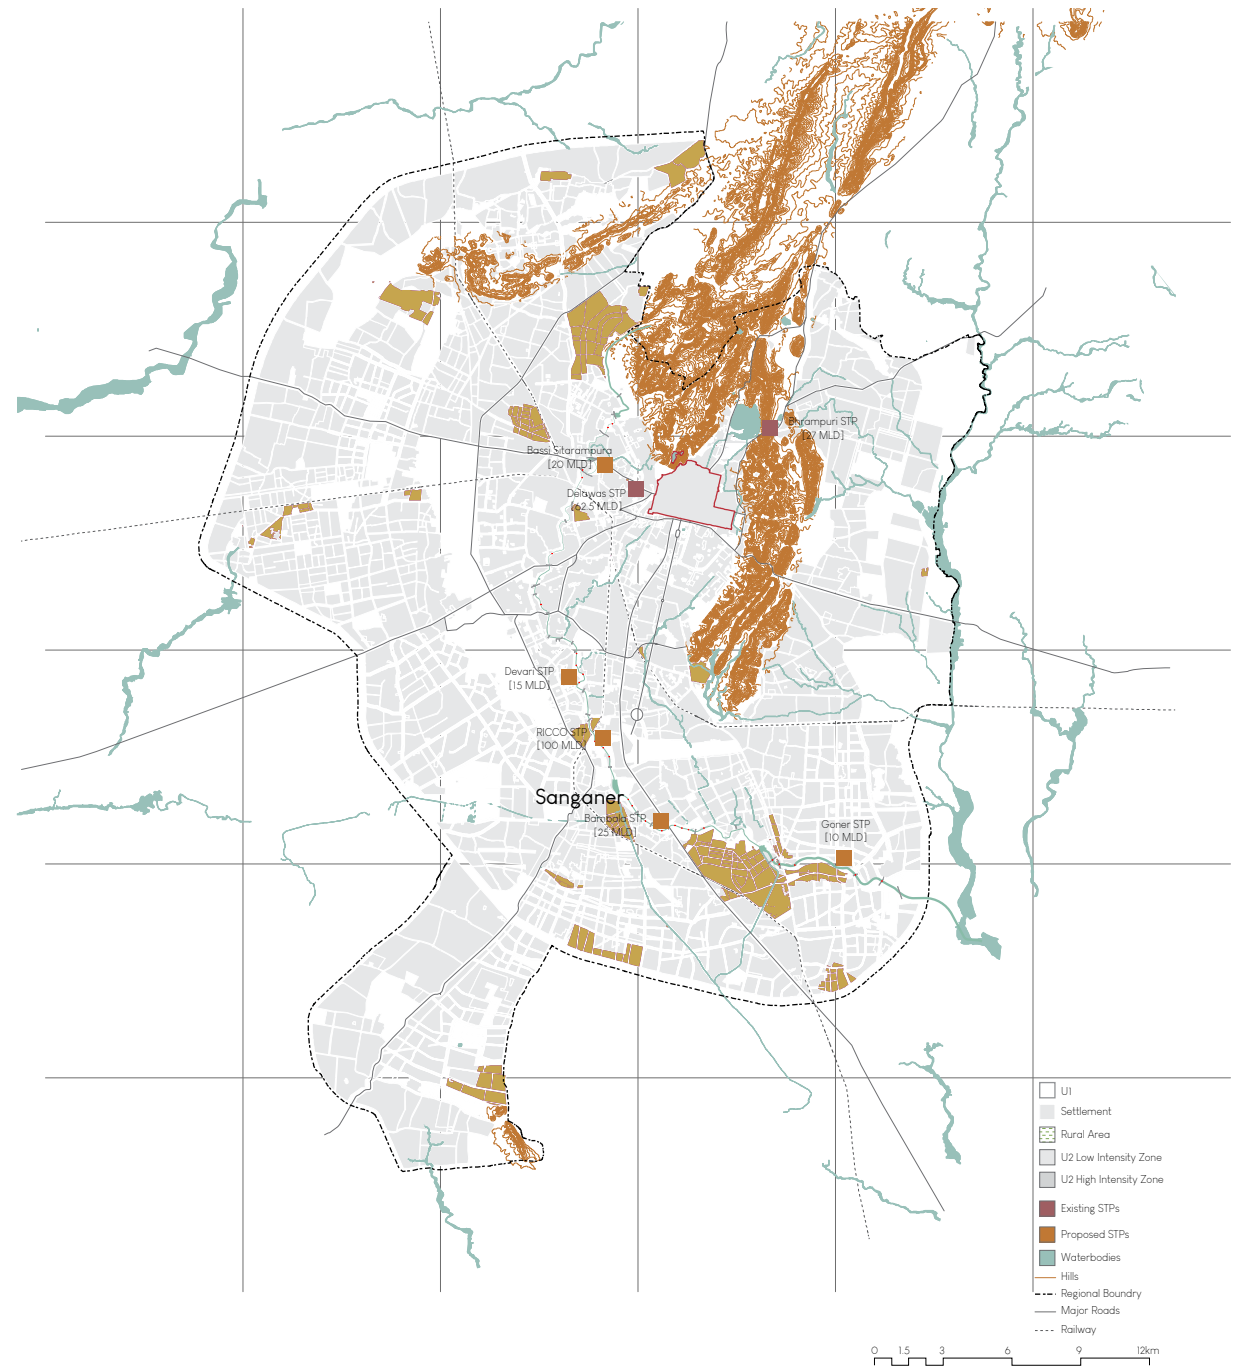 Bhrampuri STP
[27 MLD]
Bassi Sitarampura
[20 MLD]
Delawas STP
[62.5 MLD]
Devari STP
[15 MLD]
RICCO STP
[100 MLD]
Sanganer
Bampala STP
[25 MLD]
Goner STP
[10 MLD]
U1
Settlement
Rural Area
U2 Low Intensity Zone
U2 High Intensity Zone
Existing STPs
Proposed STPs
Waterbodies
Hills
Regional Boundry
Major Roads
Railway
0 1.5 3 6 9 12km